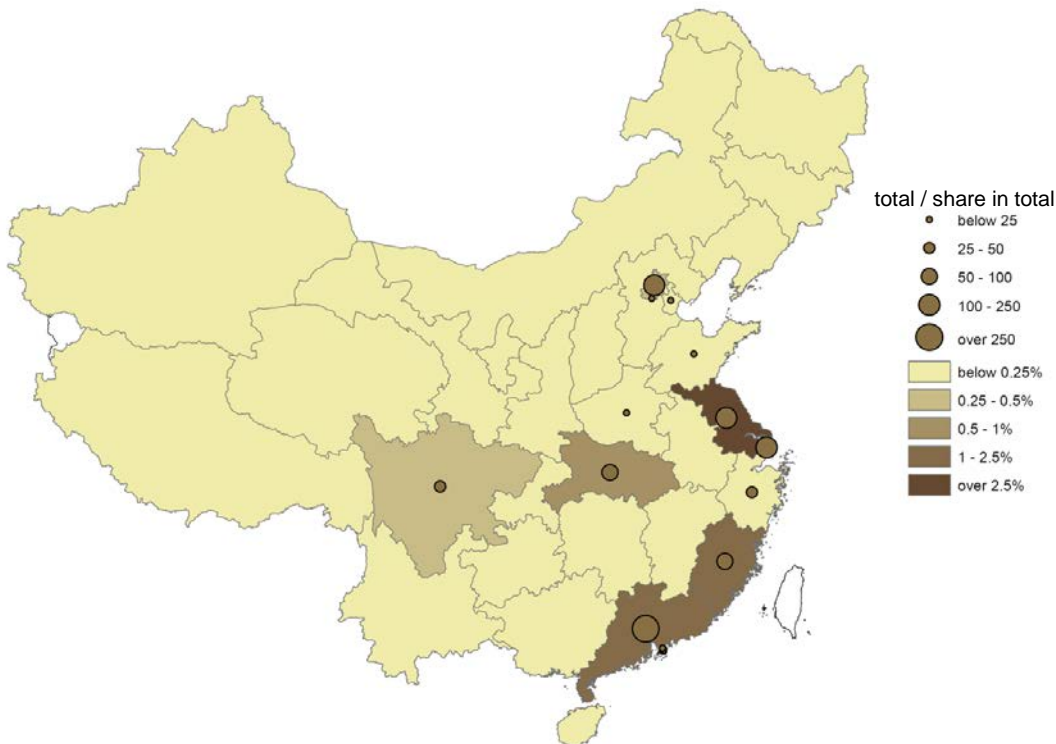 total / share in total
below 25
25 - 50
50 - 100
100 - 250
over 250
below 0.25%
0.25 - 0.5%
0.5 - 1%
1 - 2.5%
over 2.5%